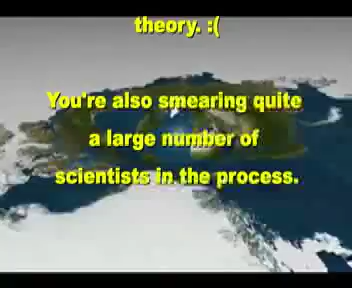 theory. :(
You're also smearing quite
a large number of
scientists in the process.